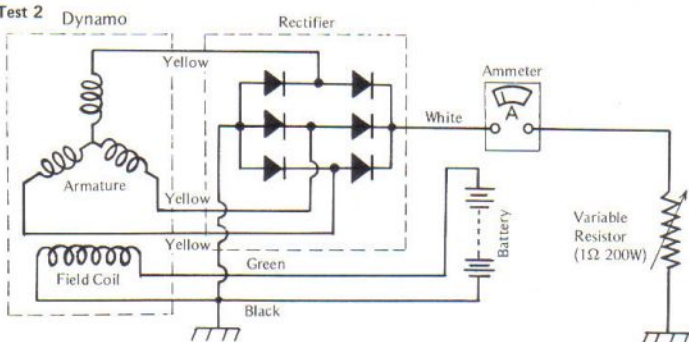 Test 2
Dynamo
Rectifier
Yellow
Ammeter
A
White
Armature
Yellow
Yellow
Battery
Variable
Resistor
(1Ω 200W)
Green
Field Coil
Black